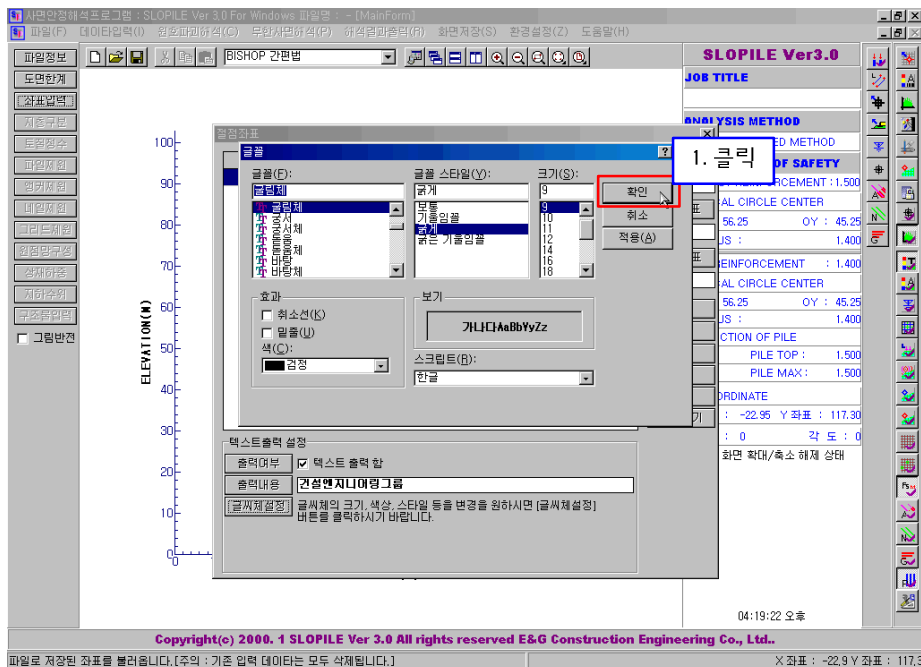 사면안정해석프로그램 : SLOPILE Ver 3,0 For Windows 파일명 : - [MainForm]
파일(F) 데이타입력(I) 원호파괴해석(C) 무한사면해석(P) 해석결과출력(R) 화면저장(S) 환경설정(Z) 도움말(H)
파일정보 BISHOP 간편법
도면한계
좌표입력
지층구분
토질정수
파일제원
앵커제원
네일제원
그리드제원
원점망구성
상재하중
지하수위
구조물입력
그림반전
SLOPILE Ver3.0
JOB TITLE
ANALYSIS METHOD
ED METHOD
OF SAFETY
RCEMENT : 1.500
AL CIRCLE CENTER
56.25 OY : 45.25
US : 1.400
EINFORCEMENT : 1.400
AL CIRCLE CENTER
56.25 OY : 45.25
US : 1.400
CTION OF PILE
PILE TOP : 1.500
PILE MAX : 1.500
ORDINATE
: -22.95 Y 좌표 : 117.30
: 0 각 도 : 0
화면 확대/축소 해제 상태
04:19:22 오후
ELEVATION(M)
100
90
80
70
60
50
40
30
20
10
0
0
절점좌표
글꼴
글꼴(F): 글꼴 스타일(Y): 크기(S):
굴림체 굵게 9
굴림체
궁서
궁서체
돋움
돋움체
바탕
바탕체
보통
기울임꼴
굵게
굵은 기울임꼴
9
10
11
12
14
16
18
확인
취소
적용(A)
1. 클릭
효과
취소선(K)
밑줄(U)
색(C):
검정
보기
가나다AaBbYyZz
스크립트(R):
한글
표
표
기
텍스트출력 설정
출력여부 텍스트 출력 함
출력내용 건설엔지니어링그룹
글씨체설정 글씨체의 크기, 색상, 스타일 등을 변경을 원하시면 [글씨체설정]
버튼를 클릭하시기 바랍니다.
Copyright(c) 2000. 1 SLOPILE Ver 3.0 All rights reserved E&G Construction Engineering Co., Ltd..
파일로 저장된 좌표를 불러옵니다.[주의 : 기존 입력 데이타는 모두 삭제됩니다.] X 좌표 : -22,9 Y 좌표 : 117,3